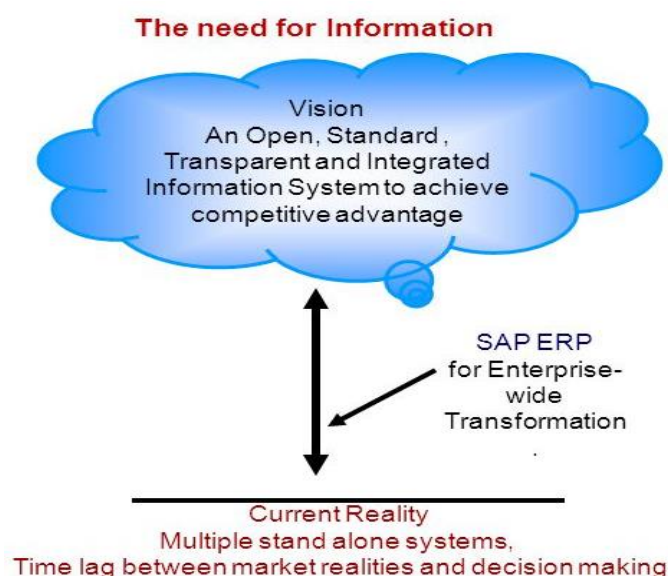 The need for Information
Vision
An Open, Standard ,
Transparent and Integrated
Information System to achieve
competitive advantage
SAP ERP
for Enterprise-
wide
Transformation
.
Current Reality
Multiple stand alone systems,
Time lag between market realities and decision making